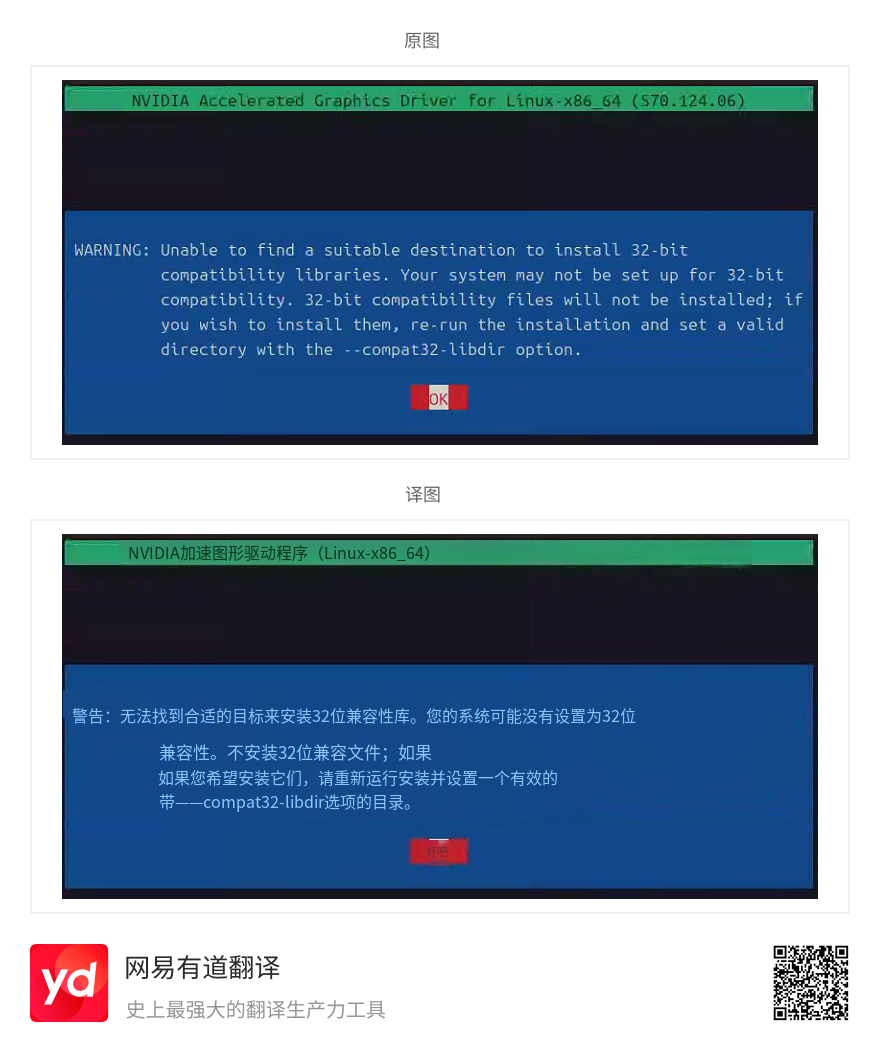 原图
NVIDIA Accelerated Graphics Driver for Linux-x86_64 (570.124.06)
WARNING: Unable to find a suitable destination to install 32-bit
compatibility libraries. Your system may not be set up for 32-bit
compatibility. 32-bit compatibility files will not be installed; if
you wish to install them, re-run the installation and set a valid
directory with the --compat32-libdir option.
OK
译图
NVIDIA加速图形驱动程序（Linux-x86_64）
警告：无法找到合适的目标来安装32位兼容性库。您的系统可能没有设置为32位
兼容性。不安装32位兼容文件；如果
如果您希望安装它们，请重新运行安装并设置一个有效的
带——compat32-libdir选项的目录。
好吧
yd
网易有道翻译
史上最强大的翻译生产力工具